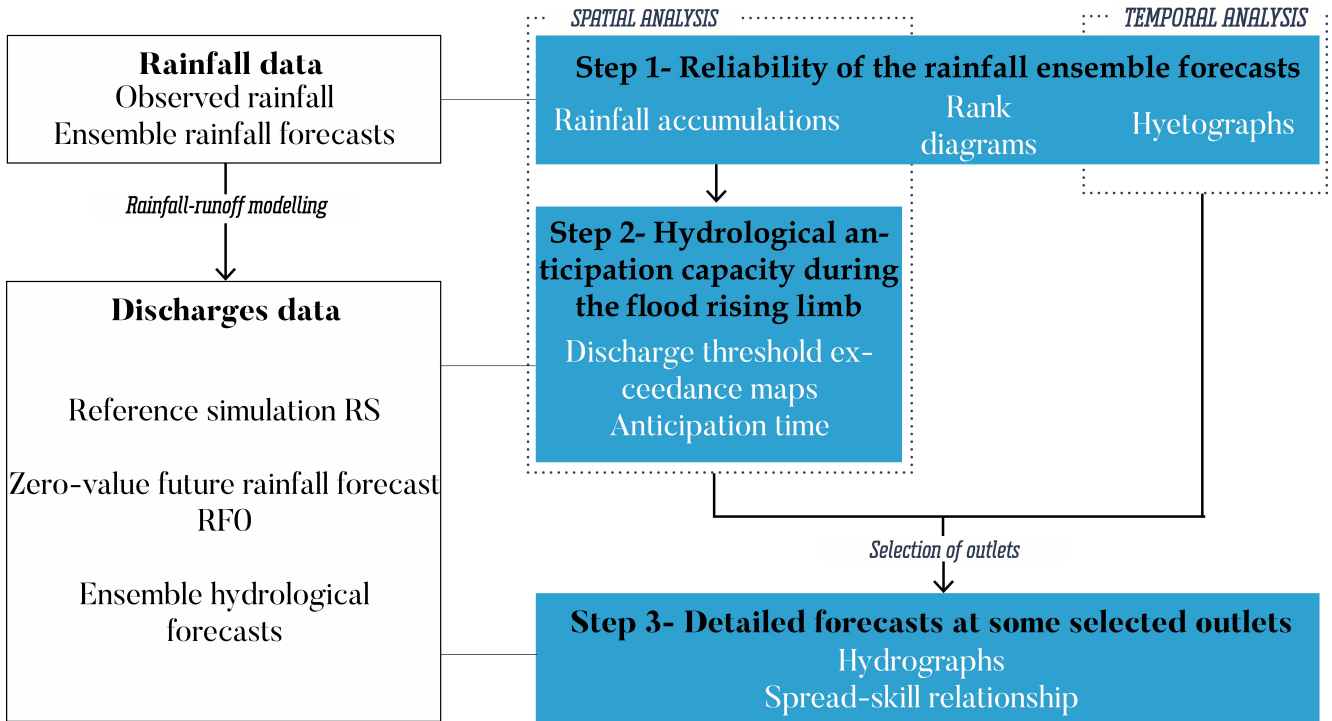 SPATIAL ANALYSIS
TEMPORAL ANALYSIS
Rainfall data
Observed rainfall
Ensemble rainfall forecasts
Step 1- Reliability of the rainfall ensemble forecasts
Rainfall accumulations
Rank
diagrams
Hyetographs
Rainfall-runoff modelling
Step 2- Hydrological an-
ticipation capacity during
the flood rising limb
Discharge threshold ex-
ceedance maps
Anticipation time
Discharges data
Reference simulation RS
Zero-value future rainfall forecast
RF0
Ensemble hydrological
forecasts
Selection of outlets
Step 3- Detailed forecasts at some selected outlets
Hydrographs
Spread-skill relationship